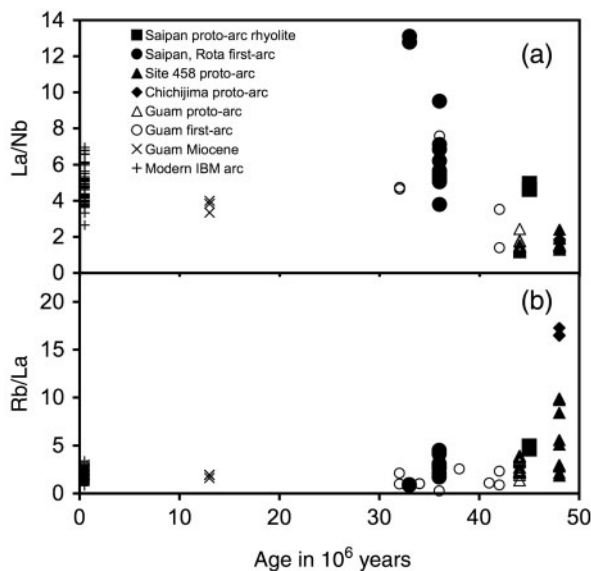 14
12
10
8
6
4
2
0
La/Nb
(a)
Saipan proto-arc rhyolite
Saipan, Rota first-arc
Site 458 proto-arc
Chichijima proto-arc
Guam proto-arc
Guam first-arc
Guam Miocene
Modern IBM arc
20
15
10
5
0
Rb/La
(b)
0 10 20 30 40 50
Age in 10⁶ years